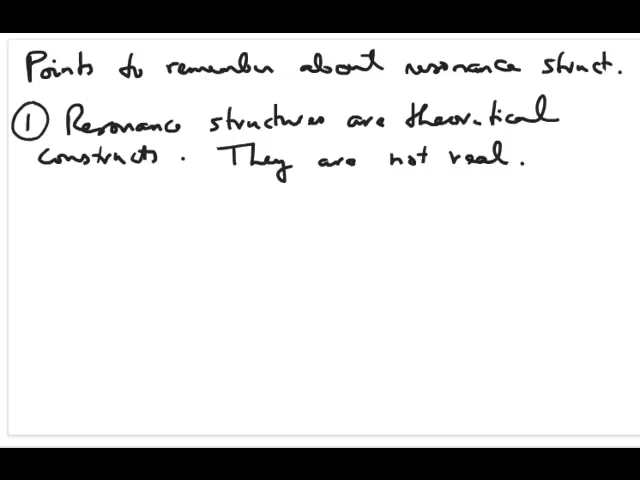 Points to remember about resonance struct.
① Resonance structures are theoretical
constructs. They are not real.